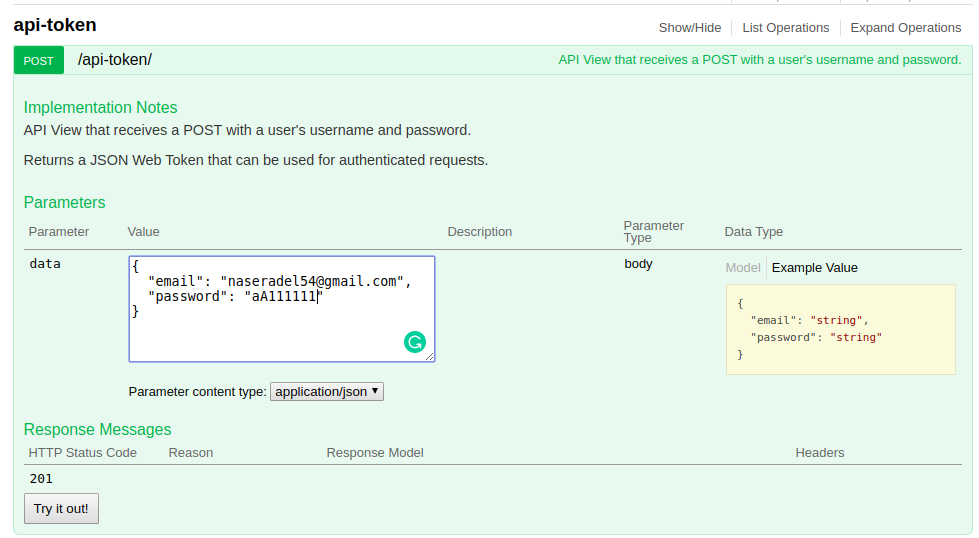 api-token
Show/Hide
List Operations
Expand Operations
POST
/api-token/
API View that receives a POST with a user's username and password.
Implementation Notes
API View that receives a POST with a user's username and password.
Returns a JSON Web Token that can be used for authenticated requests.
Parameters
Parameter
Value
Description
Parameter
Type
Data Type
data
{
"email": "naseradel54@gmail.com",
"password": "aA111111"
}
body
Model
Example Value
{
"email": "string",
"password": "string"
}
Parameter content type: application/json
Response Messages
HTTP Status Code
Reason
Response Model
Headers
201
Try it out!